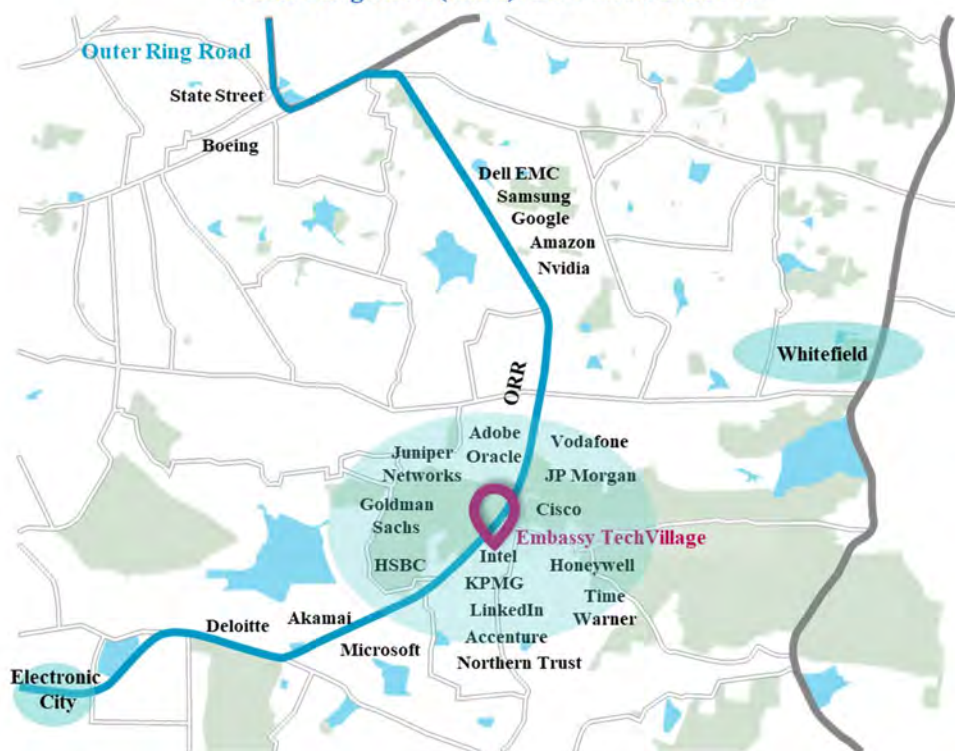 Outer Ring Road
State Street
Boeing
Dell EMC
Samsung
Google
Amazon
Nvidia
Whitefield
ORR
Adobe
Oracle
Vodafone
Juniper
Networks
JP Morgan
Goldman
Sachs
Cisco
Embassy TechVillage
HSBC
Intel
Honeywell
KPMG
LinkedIn
Time
Warner
Accenture
Northern Trust
Deloitte
Akamai
Microsoft
Electronic
City